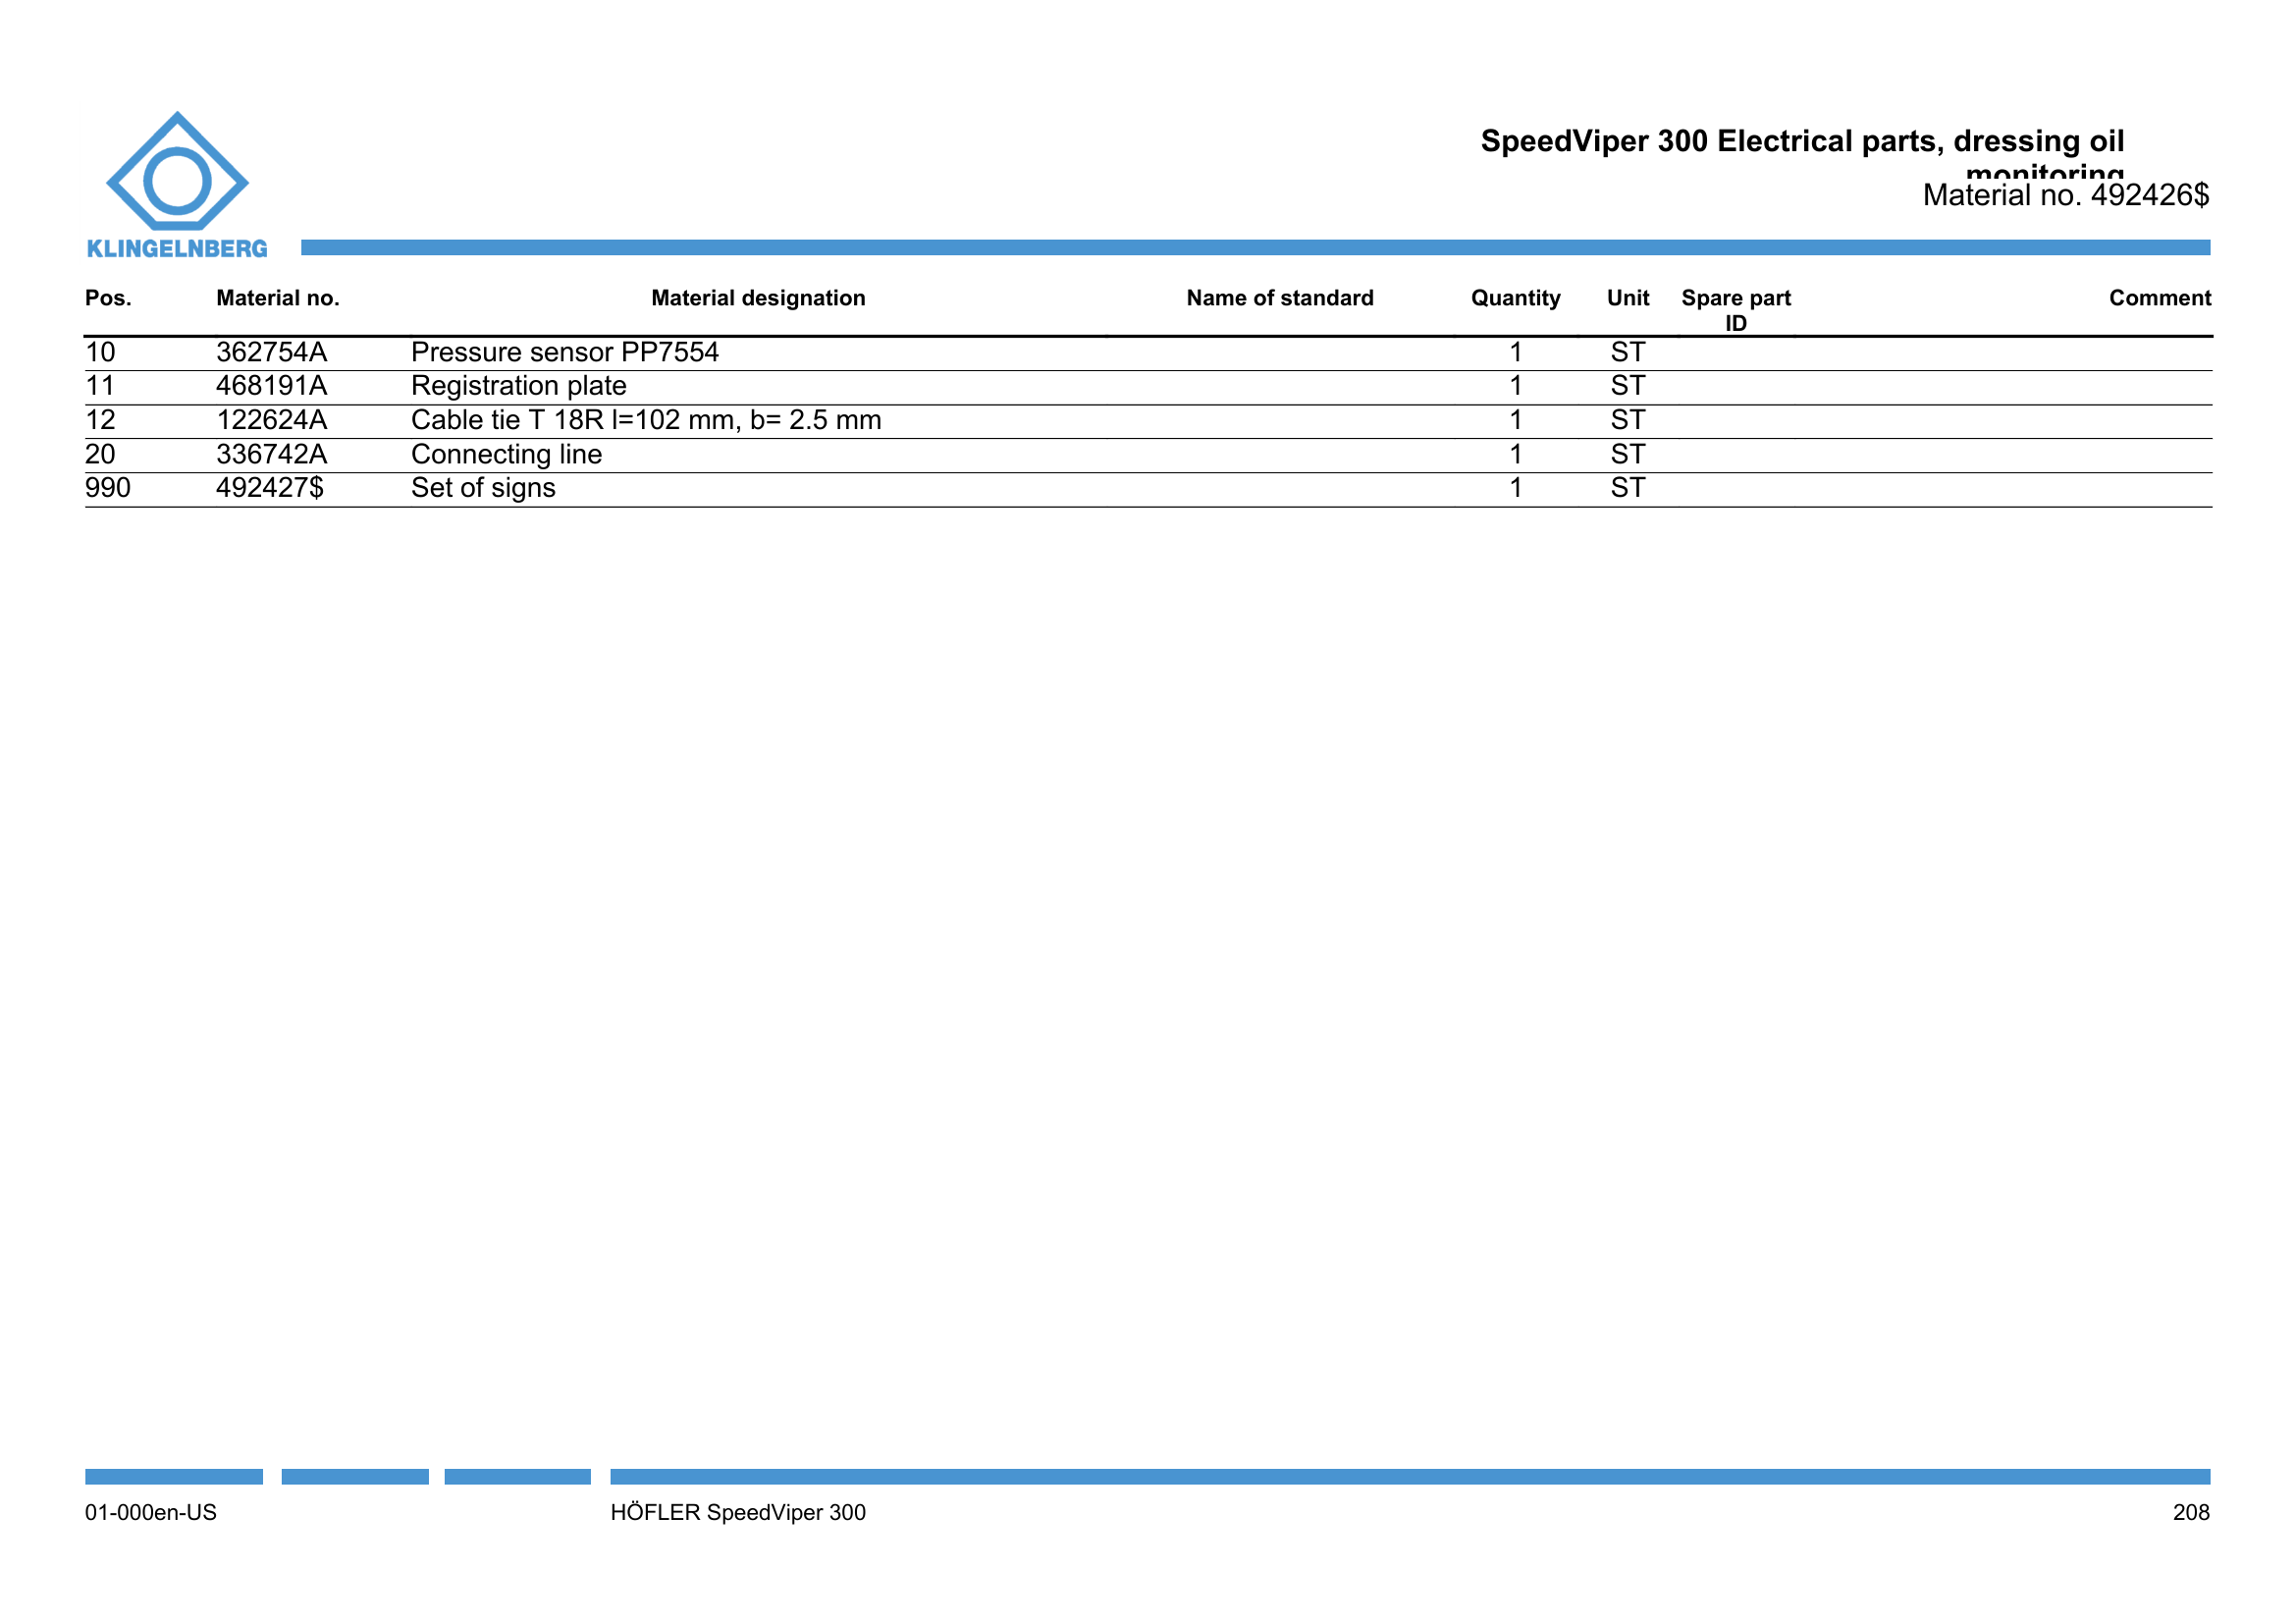 SpeedViper 300 Electrical parts, dressing oil
monitoring
Material no. 492426$
KLINGELNBERG
Pos. Material no. Material designation Name of standard Quantity Unit Spare part ID Comment
10 362754A Pressure sensor PP7554 1 ST
11 468191A Registration plate 1 ST
12 122624A Cable tie T 18R l=102 mm, b= 2.5 mm 1 ST
20 336742A Connecting line 1 ST
990 492427$ Set of signs 1 ST
01-000en-US HÖFLER SpeedViper 300 208